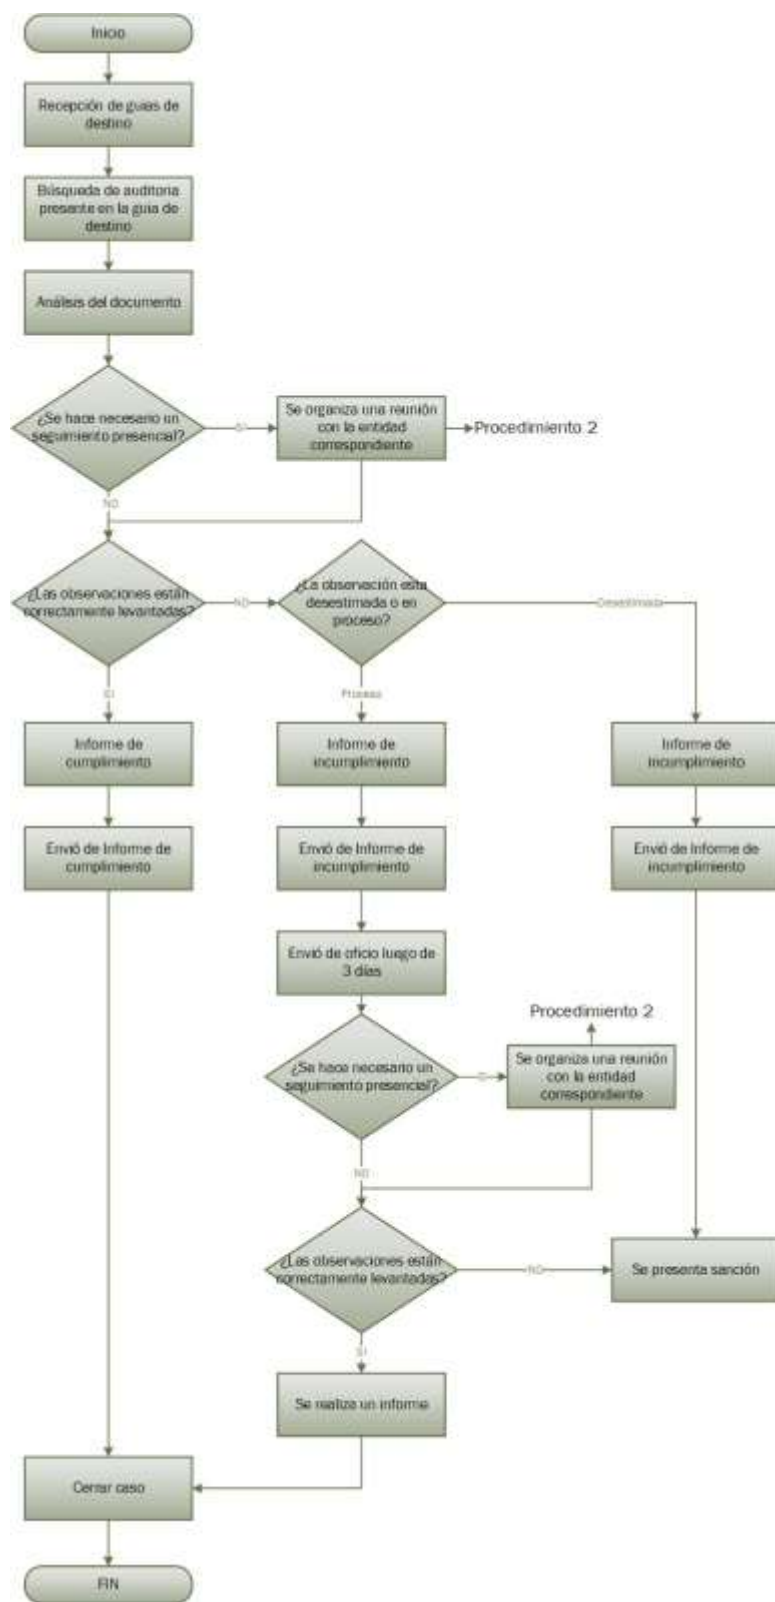 Inicio
Recepción de guias de
destino
Búsqueda de auditoria
presente en la guia de
destino
Análisis del documento
¿Se hace necesario un
seguimiento presencial?
SI
Se organiza una reunión
con la entidad
correspondiente
Procedimiento 2
NO
¿Las observaciones están
correctamente levantadas?
NO
¿La observación esta
desestimada o en
proceso?
Desestimada
SI
Proceso
Informe de
cumplimiento
Informe de
incumplimiento
Informe de
incumplimiento
Envió de Informe de
cumplimiento
Envió de Informe de
incumplimiento
Envió de Informe de
incumplimiento
Envió de oficio luego de
3 días
Procedimiento 2
¿Se hace necesario un
seguimiento presencial?
SI
Se organiza una reunión
con la entidad
correspondiente
NO
¿Las observaciones están
correctamente levantadas?
NO
Se presenta sanción
SI
Se realiza un informe
Cerrar caso
FIN